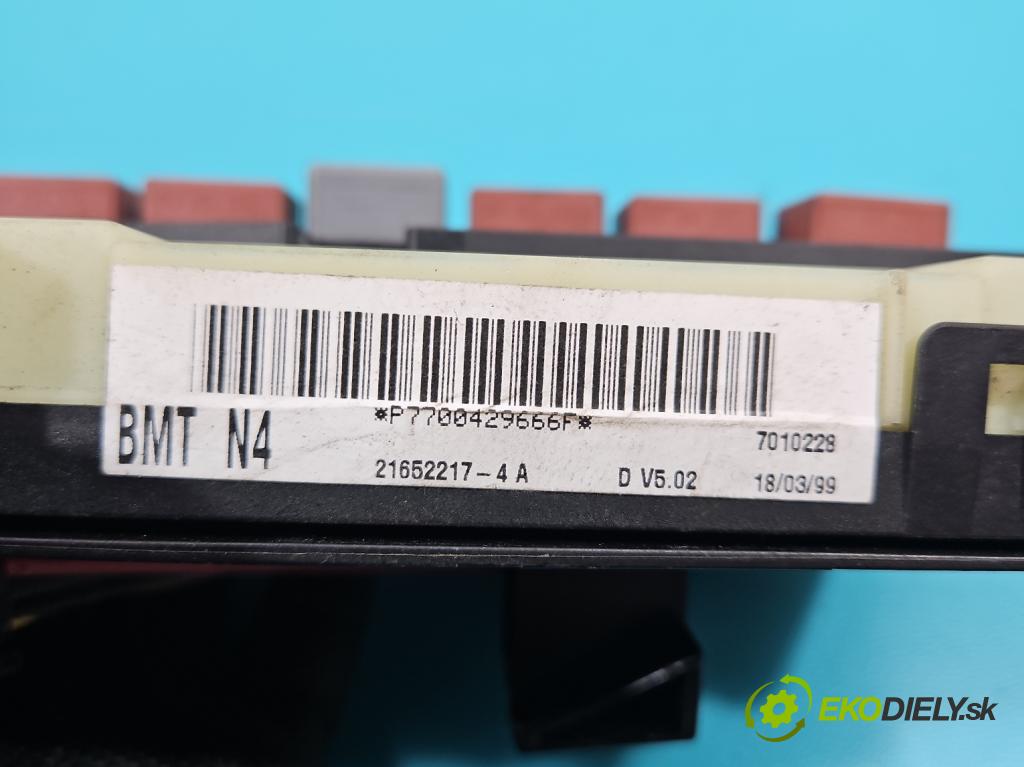 *P7700429666F*
BMT N4
7010228
21652217-4 A D V5.02 18/03/99
EKODIELY.sk